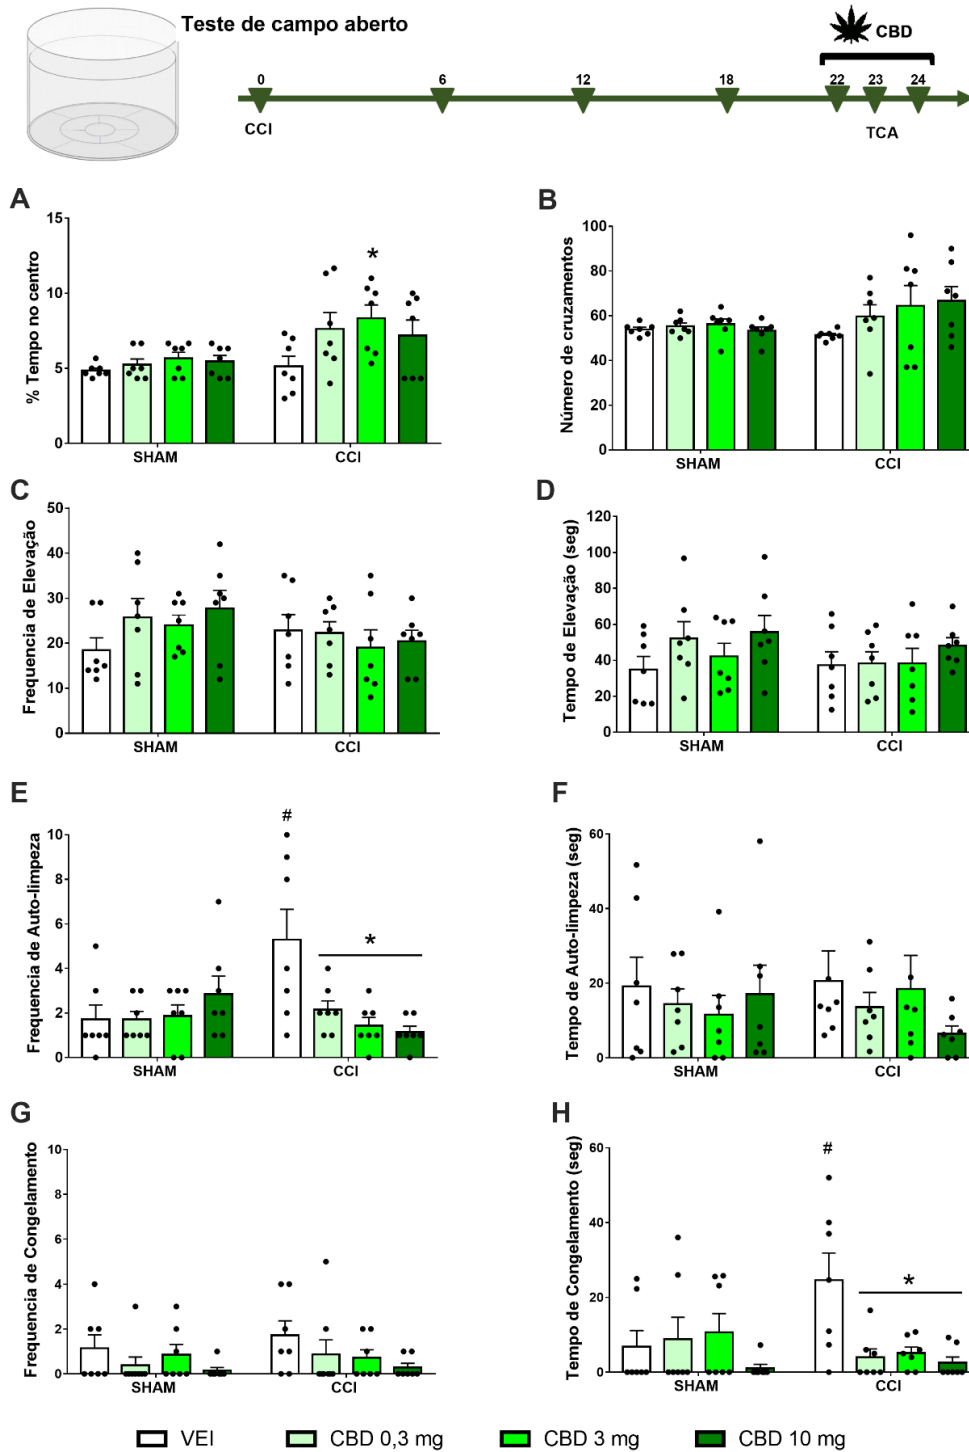 Teste de campo aberto
CBD
0 6 12 18 22 23 24
CCI TCA
A
% Tempo no centro
15
10
5
0
*
SHAM CCI
B
Número de cruzamentos
100
80
60
40
20
0
SHAM CCI
C
Frequencia de Elevação
50
40
30
20
10
0
SHAM CCI
D
Tempo de Elevação (seg)
120
100
80
60
40
20
0
SHAM CCI
E
Frequencia de Auto-limpeza
10
8
6
4
2
0
#
*
SHAM CCI
F
Tempo de Auto-limpeza (seg)
60
40
20
0
SHAM CCI
G
Frequencia de Congelamento
10
8
6
4
2
0
SHAM CCI
H
Tempo de Congelamento (seg)
60
40
20
0
#
*
SHAM CCI
VEI CBD 0,3 mg CBD 3 mg CBD 10 mg